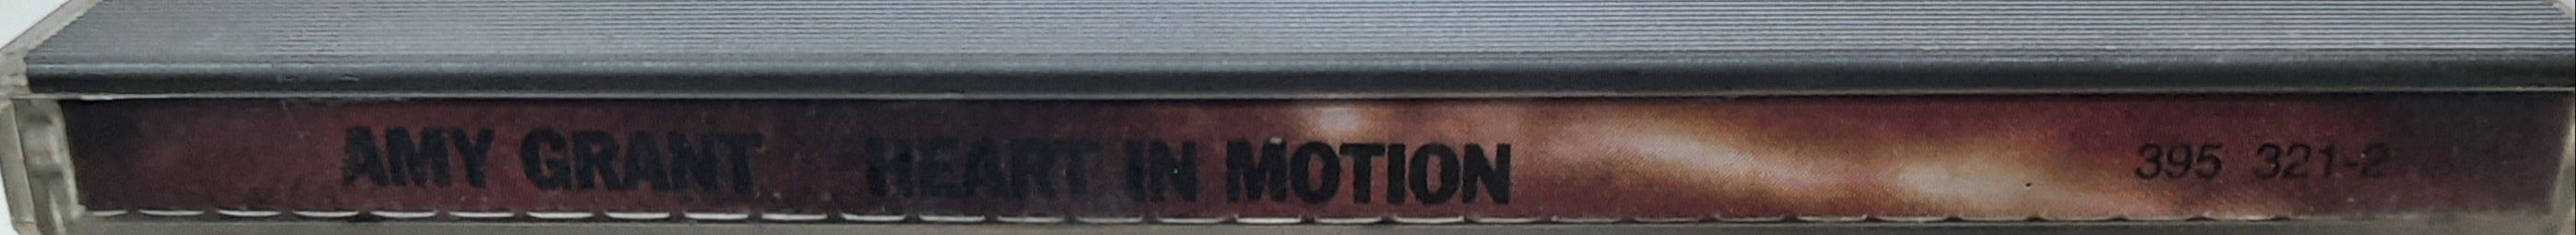 AMY GRANT HEART IN MOTION 395 321-2